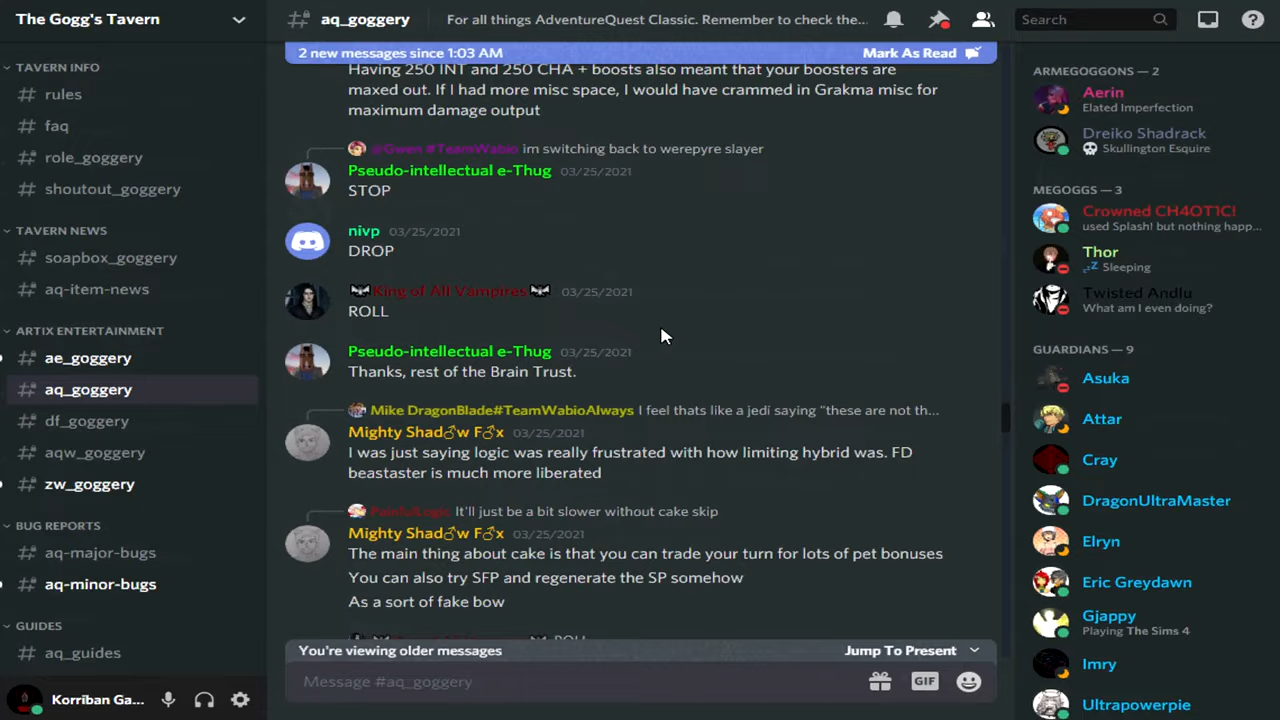 The Gogg's Tavern
TAVERN INFO
rules
faq
role_goggery
shoutout_goggery
TAVERN NEWS
soapbox_goggery
aq-item-news
ARTIX ENTERTAINMENT
ae_goggery
aq_goggery
df_goggery
aqw_goggery
zw_goggery
BUG REPORTS
aq-major-bugs
aq-minor-bugs
GUIDES
aq_guides
Korriban Ga...
aq_goggery
For all things AdventureQuest Classic. Remember to check the...
Search
2 new messages since 1:03 AM
Mark As Read
Having 250 INT and 250 CHA + boosts also meant that your boosters are
maxed out. If I had more misc space, I would have crammed in Grakma misc for
maximum damage output
@Gwen #TeamWabio im switching back to werepyre slayer
Pseudo-intellectual e-Thug 03/25/2021
STOP
nivp 03/25/2021
DROP
King of All Vampires 03/25/2021
ROLL
Pseudo-intellectual e-Thug 03/25/2021
Thanks, rest of the Brain Trust.
Mike DragonBlade#TeamWabioAlways I feel thats like a jedi saying "these are not th...
Mighty Shad♂w F♂x 03/25/2021
I was just saying logic was really frustrated with how limiting hybrid was. FD
beastaster is much more liberated
PainfulLogic It'll just be a bit slower without cake skip
Mighty Shad♂w F♂x 03/25/2021
The main thing about cake is that you can trade your turn for lots of pet bonuses
You can also try SFP and regenerate the SP somehow
As a sort of fake bow
ROLL
You're viewing older messages
Jump To Present
Message #aq_goggery
GIF
ARMEGOGGONS — 2
Aerin
Elated Imperfection
Dreiko Shadrack
Skullington Esquire
MEGOGGS — 3
Crowned CH4OT1C!
used Splash! but nothing happ...
Thor
Sleeping
Twisted Andlu
What am I even doing?
GUARDIANS — 9
Asuka
Attar
Cray
DragonUltraMaster
Elryn
Eric Greydawn
Gjappy
Playing The Sims 4
Imry
Ultrapowerpie